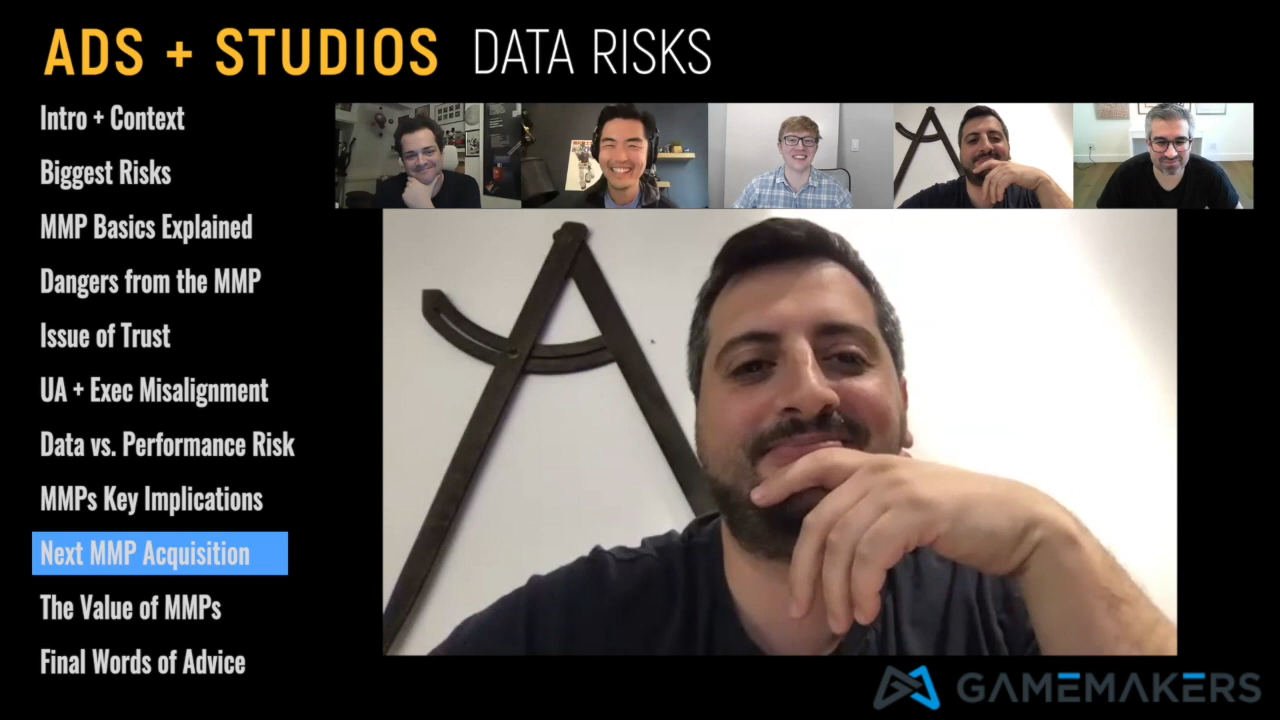 ADS + STUDIOS DATA RISKS
Intro + Context
Biggest Risks
MMP Basics Explained
Dangers from the MMP
Issue of Trust
UA + Exec Misalignment
Data vs. Performance Risk
MMPs Key Implications
Next MMP Acquisition
The Value of MMPs
Final Words of Advice
GAMEMAKERS